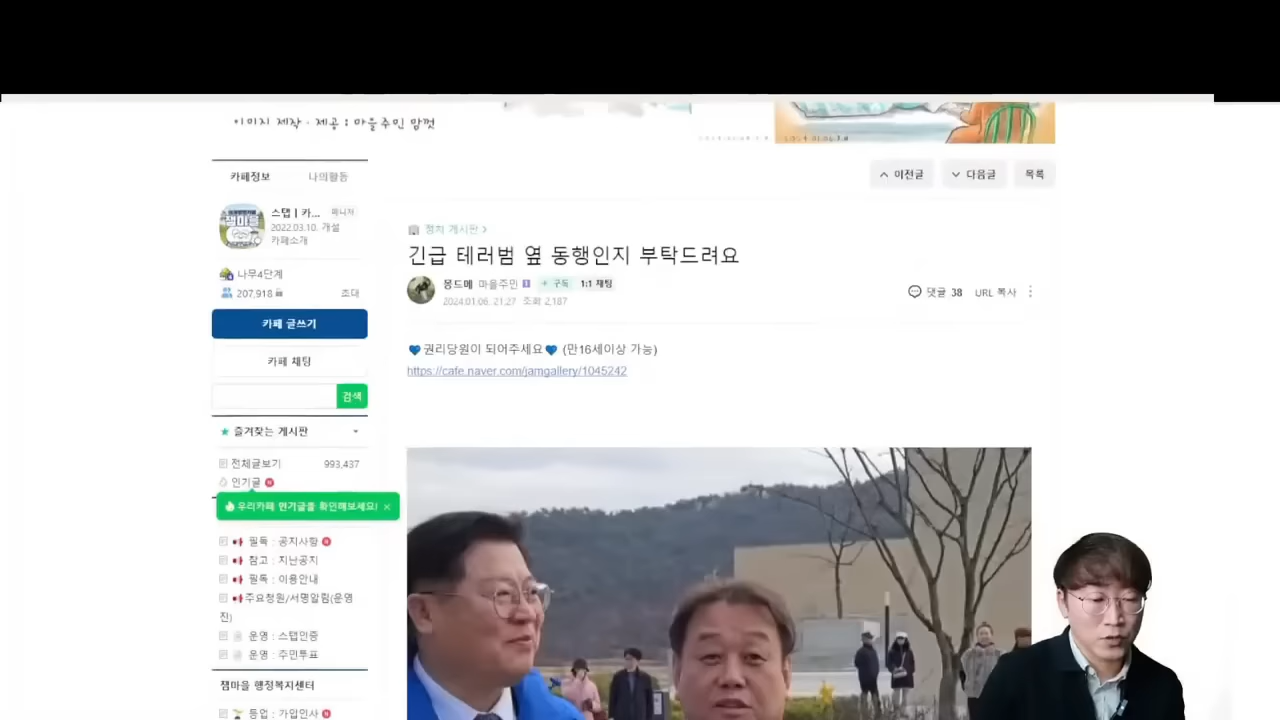 이미지 제작 · 제공 : 마을주민 맘껏
이전글
다음글
목록
카페정보
나의활동
스탭 | 카...
매니저
2022.03.10. 개설
카페소개
나무4단계
207,918
초대
카페 글쓰기
카페 채팅
검색
즐겨찾는 게시판
전체글보기
993,437
인기글
우리카페 인기글을 확인해보세요!
필독 : 공지사항
참고 : 지난공지
필독 : 이용안내
주요청원/서명알림(운영
진)
운영 : 스탭인증
운영 : 주민투표
잼마을 행정복지센터
등업 : 가입인사
정치 게시판
긴급 테러범 옆 동행인지 부탁드려요
몽드메 마을주민 + 구독 1:1 채팅
2024.01.06. 21:27 조회 2,187
댓글 38 URL 복사
💙권리당원이 되어주세요💙 (만16세이상 가능)
https://cafe.naver.com/jamgallery/1045242